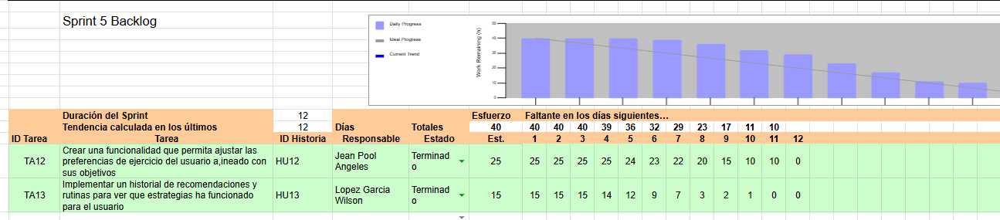 Sprint 5 Backlog
Daily Progress
Ideal Progress
Current Trend
Work Remaining (h)
50
40
30
20
10
0
Duración del Sprint 12 Esfuerzo Faltante en los días siguientes…
Tendencia calculada en los últimos 12 Días Totales 40 40 40 40 39 36 32 29 23 17 11 10
ID Tarea Tarea ID Historia Responsable Estado Est. 1 2 3 4 5 6 7 8 9 10 11 12
Crear una funcionalidad que permita ajustar las
TA12 preferencias de ejercicio del usuario a,ineado con HU12 Jean Pool Terminad 25 25 25 25 25 24 23 22 20 15 10 10 0
sus objetivos Angeles o
Implementar un historial de recomendaciones y
TA13 rutinas para ver que estrategias ha funcionado HU13 Lopez Garcia Terminad 15 15 15 15 14 12 9 7 3 2 1 0 0
para el usuario Wilson o